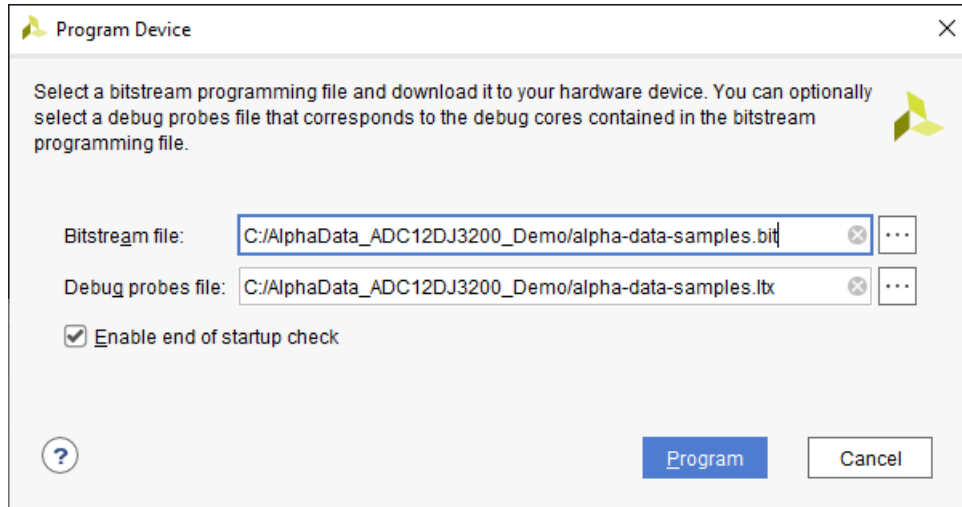 Program Device
Select a bitstream programming file and download it to your hardware device. You can optionally
select a debug probes file that corresponds to the debug cores contained in the bitstream
programming file.
Bitstream file: C:/AlphaData_ADC12DJ3200_Demo/alpha-data-samples.bit ...
Debug probes file: C:/AlphaData_ADC12DJ3200_Demo/alpha-data-samples.ltx ...
Enable end of startup check
? Program Cancel